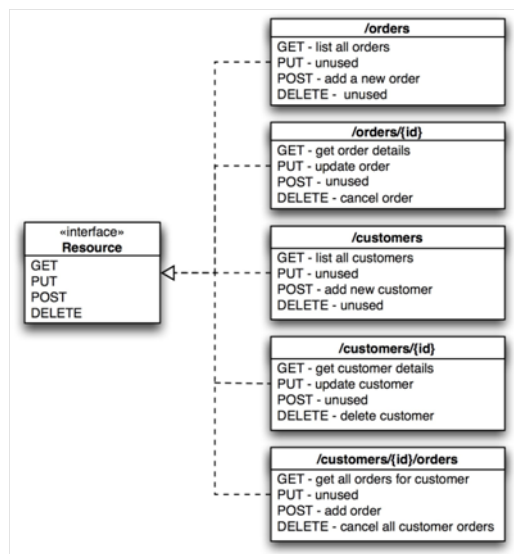 /orders
GET - list all orders
PUT - unused
POST - add a new order
DELETE - unused
/orders/{id}
GET - get order details
PUT - update order
POST - unused
DELETE - cancel order
«interface»
Resource
GET
PUT
POST
DELETE
/customers
GET - list all customers
PUT - unused
POST - add new customer
DELETE - unused
/customers/{id}
GET - get customer details
PUT - update customer
POST - unused
DELETE - delete customer
/customers/{id}/orders
GET - get all orders for customer
PUT - unused
POST - add order
DELETE - cancel all customer orders